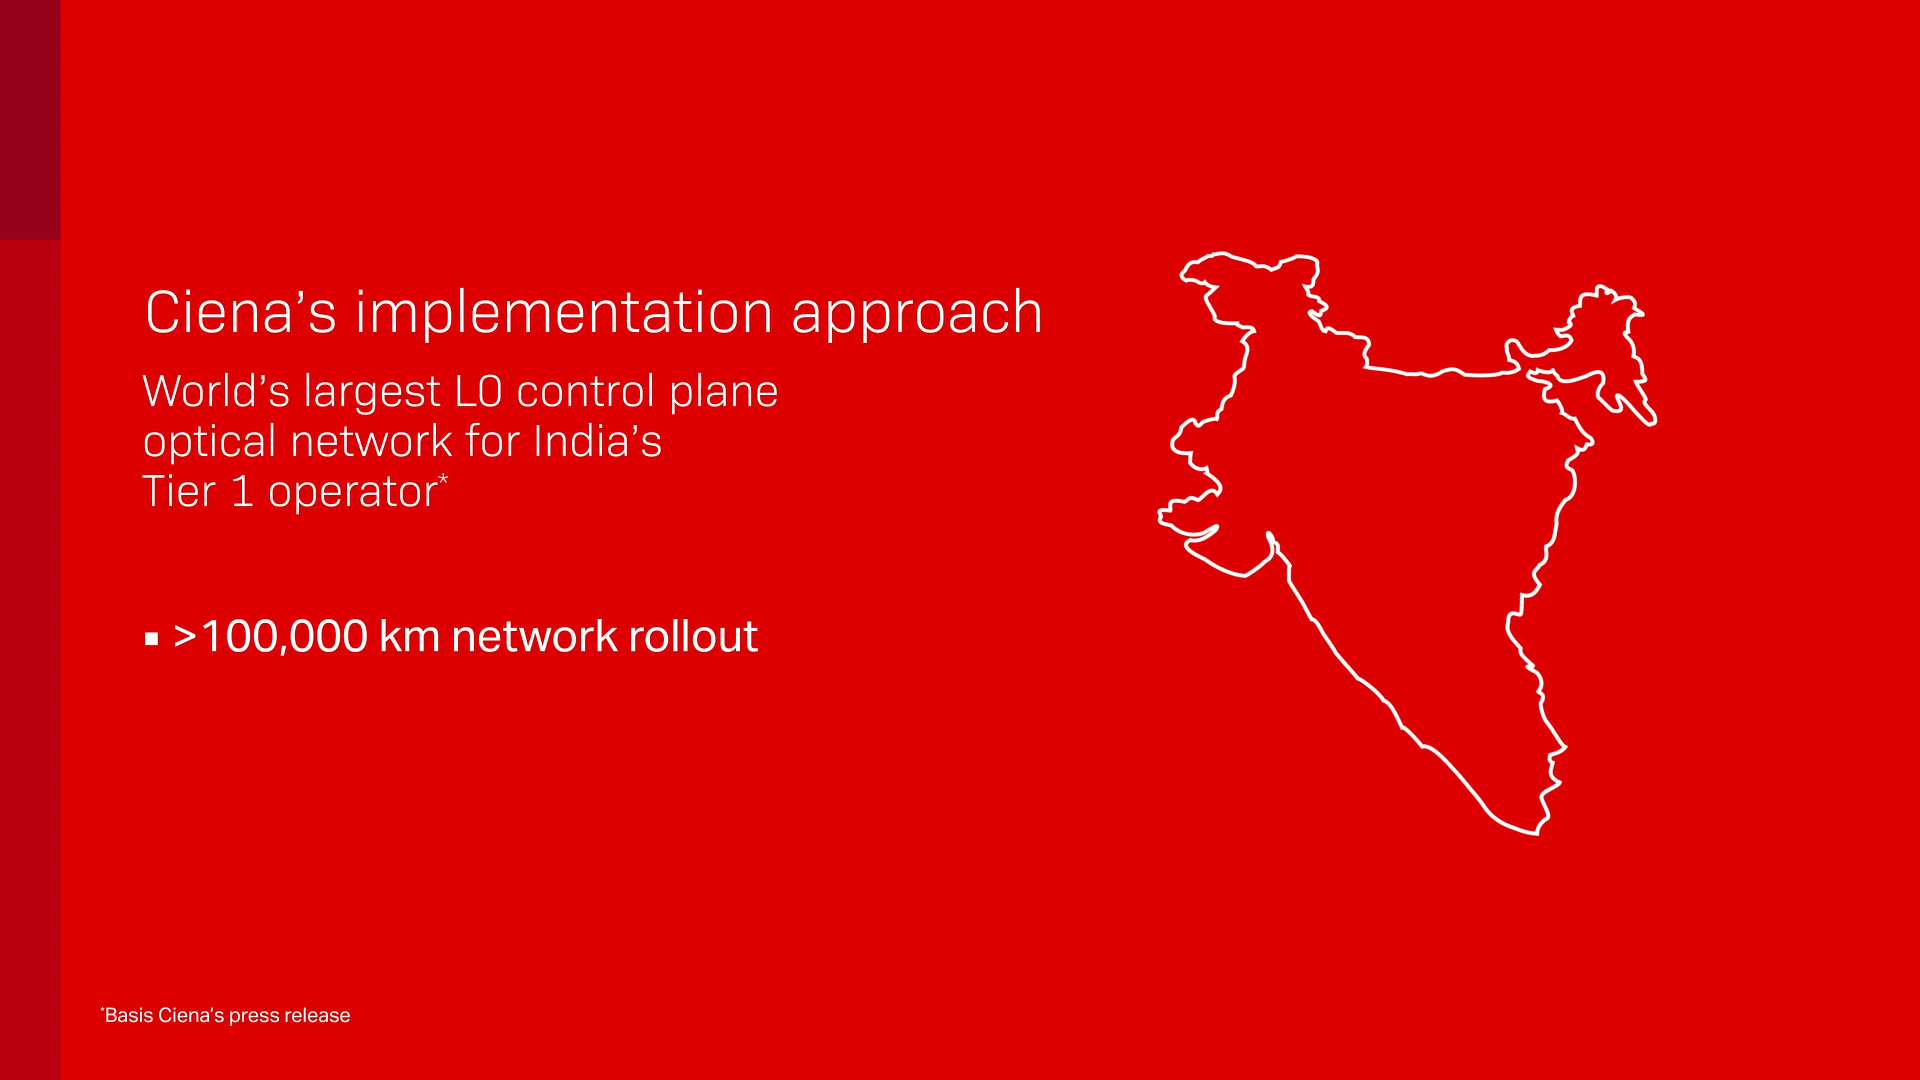 Ciena’s implementation approach
World’s largest L0 control plane
optical network for India’s
Tier 1 operator*
▪ >100,000 km network rollout
*Basis Ciena's press release